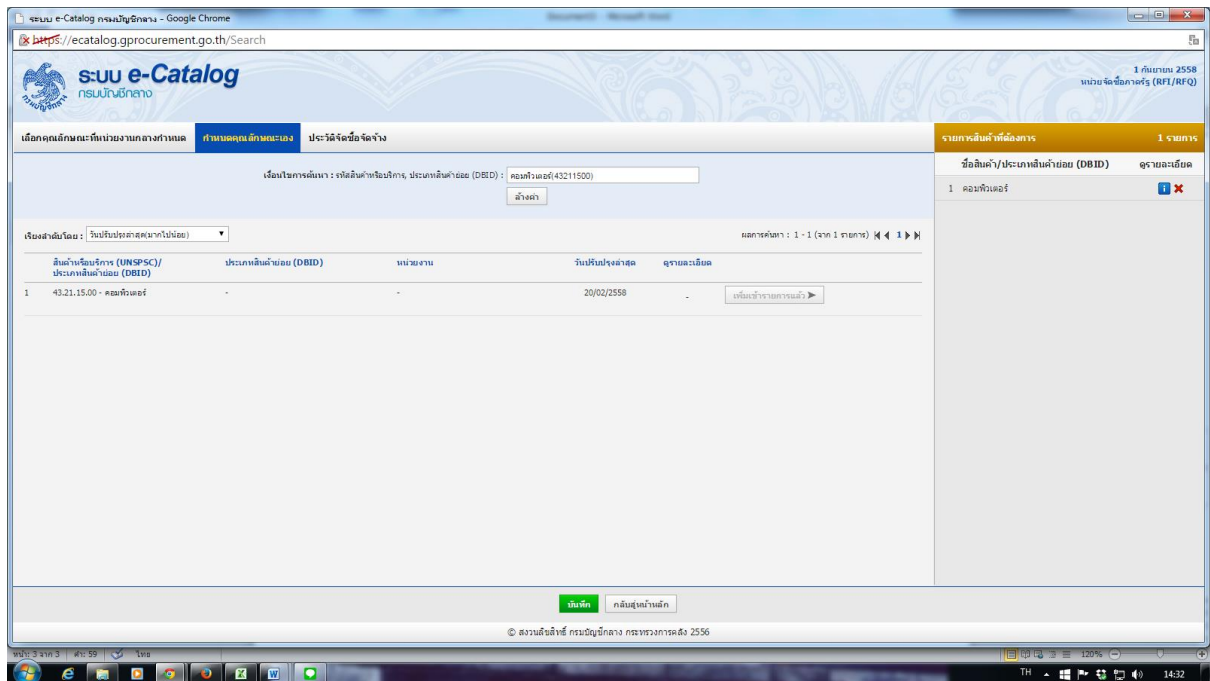 ระบบ e-Catalog กรมบัญชีกลาง - Google Chrome
https://ecatalog.gprocurement.go.th/Search
ระบบ e-Catalog
กรมบัญชีกลาง
1 กันยายน 2558
หน่วยจัดซื้อภาครัฐ (RFI/RFQ)
เลือกคุณลักษณะที่หน่วยงานกลางกำหนด กำหนดคุณลักษณะเอง ประวัติจัดซื้อจัดจ้าง
รายการสินค้าที่ต้องการ 1 รายการ
ชื่อสินค้า/ประเภทสินค้าย่อย (DBID) ดูรายละเอียด
1 คอมพิวเตอร์
เงื่อนไขการค้นหา : รหัสสินค้าหรือบริการ, ประเภทสินค้าย่อย (DBID) : คอมพิวเตอร์(43211500)
ล้างค่า
เรียงลำดับโดย : วันปรับปรุงล่าสุด(มากไปน้อย)
ผลการค้นหา : 1 - 1 (จาก 1 รายการ) 1
สินค้าหรือบริการ (UNSPSC)/
ประเภทสินค้าย่อย (DBID)
ประเภทสินค้าย่อย (DBID) หน่วยงาน วันปรับปรุงล่าสุด ดูรายละเอียด
1 43.21.15.00 - คอมพิวเตอร์ - - 20/02/2558 - เพิ่มเข้ารายการแล้ว
บันทึก กลับสู่หน้าหลัก
© สงวนลิขสิทธิ์ กรมบัญชีกลาง กระทรวงการคลัง 2556
หน้า: 3 จาก 3 คำ: 59 ไทย 120%
TH 14:32